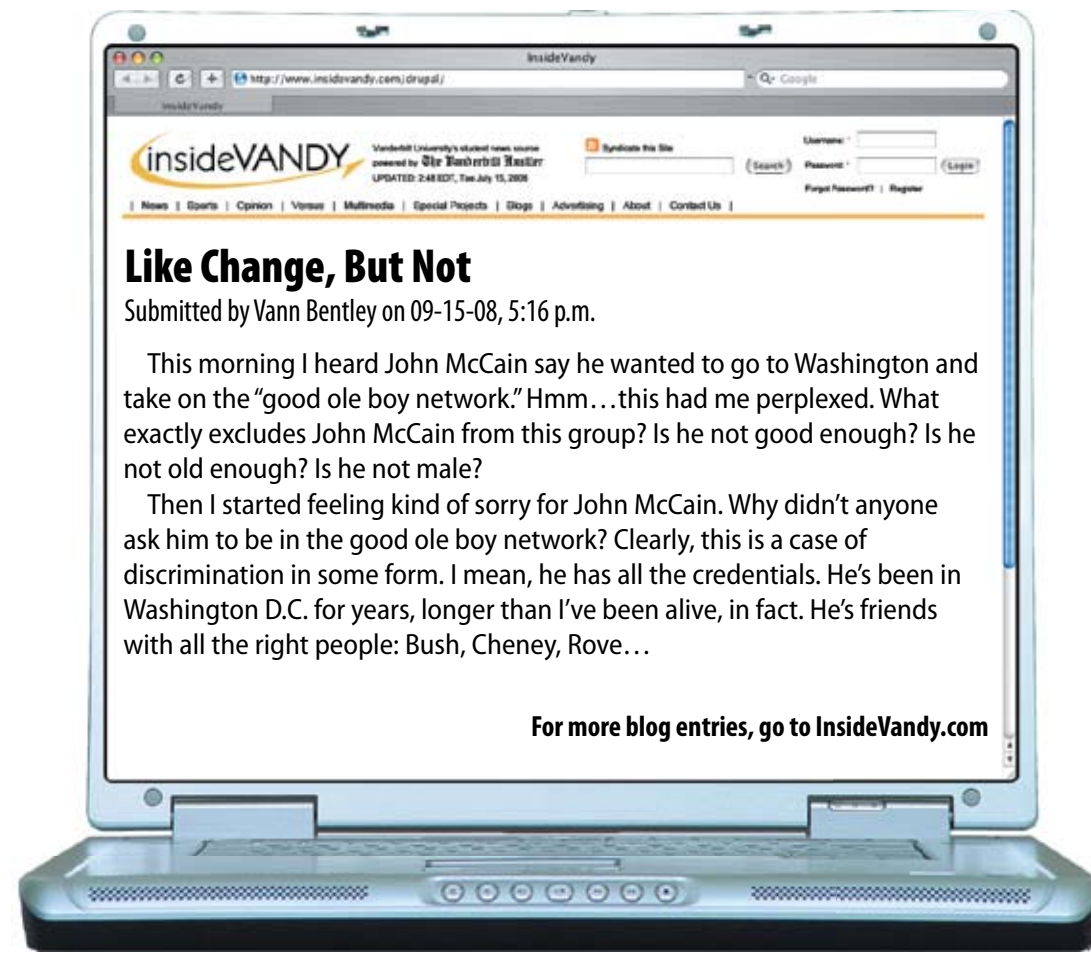 InsideVandy
http://www.insidevandy.com/drupal/
Google
InsideVandy
insideVANDY
Vanderbilt University's student news source
powered by The Vanderbilt Hustler
UPDATED: 2:48 EDT, Tue July 15, 2008
Syndicate this Site
Search
Username: *
Password: *
Login
Forgot Password? | Register
| News | Sports | Opinion | Versus | Multimedia | Special Projects | Blogs | Advertising | About | Contact Us |
Like Change, But Not
Submitted by Vann Bentley on 09-15-08, 5:16 p.m.
This morning I heard John McCain say he wanted to go to Washington and
take on the “good ole boy network.” Hmm…this had me perplexed. What
exactly excludes John McCain from this group? Is he not good enough? Is he
not old enough? Is he not male?
Then I started feeling kind of sorry for John McCain. Why didn’t anyone
ask him to be in the good ole boy network? Clearly, this is a case of
discrimination in some form. I mean, he has all the credentials. He’s been in
Washington D.C. for years, longer than I’ve been alive, in fact. He’s friends
with all the right people: Bush, Cheney, Rove…
For more blog entries, go to InsideVandy.com